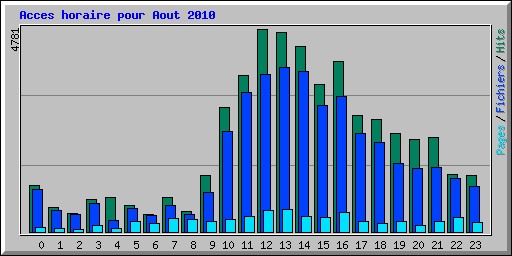 Acces horaire pour Aout 2010
4781
Pages / Fichiers / Hits
0 1 2 3 4 5 6 7 8 9 10 11 12 13 14 15 16 17 18 19 20 21 22 23